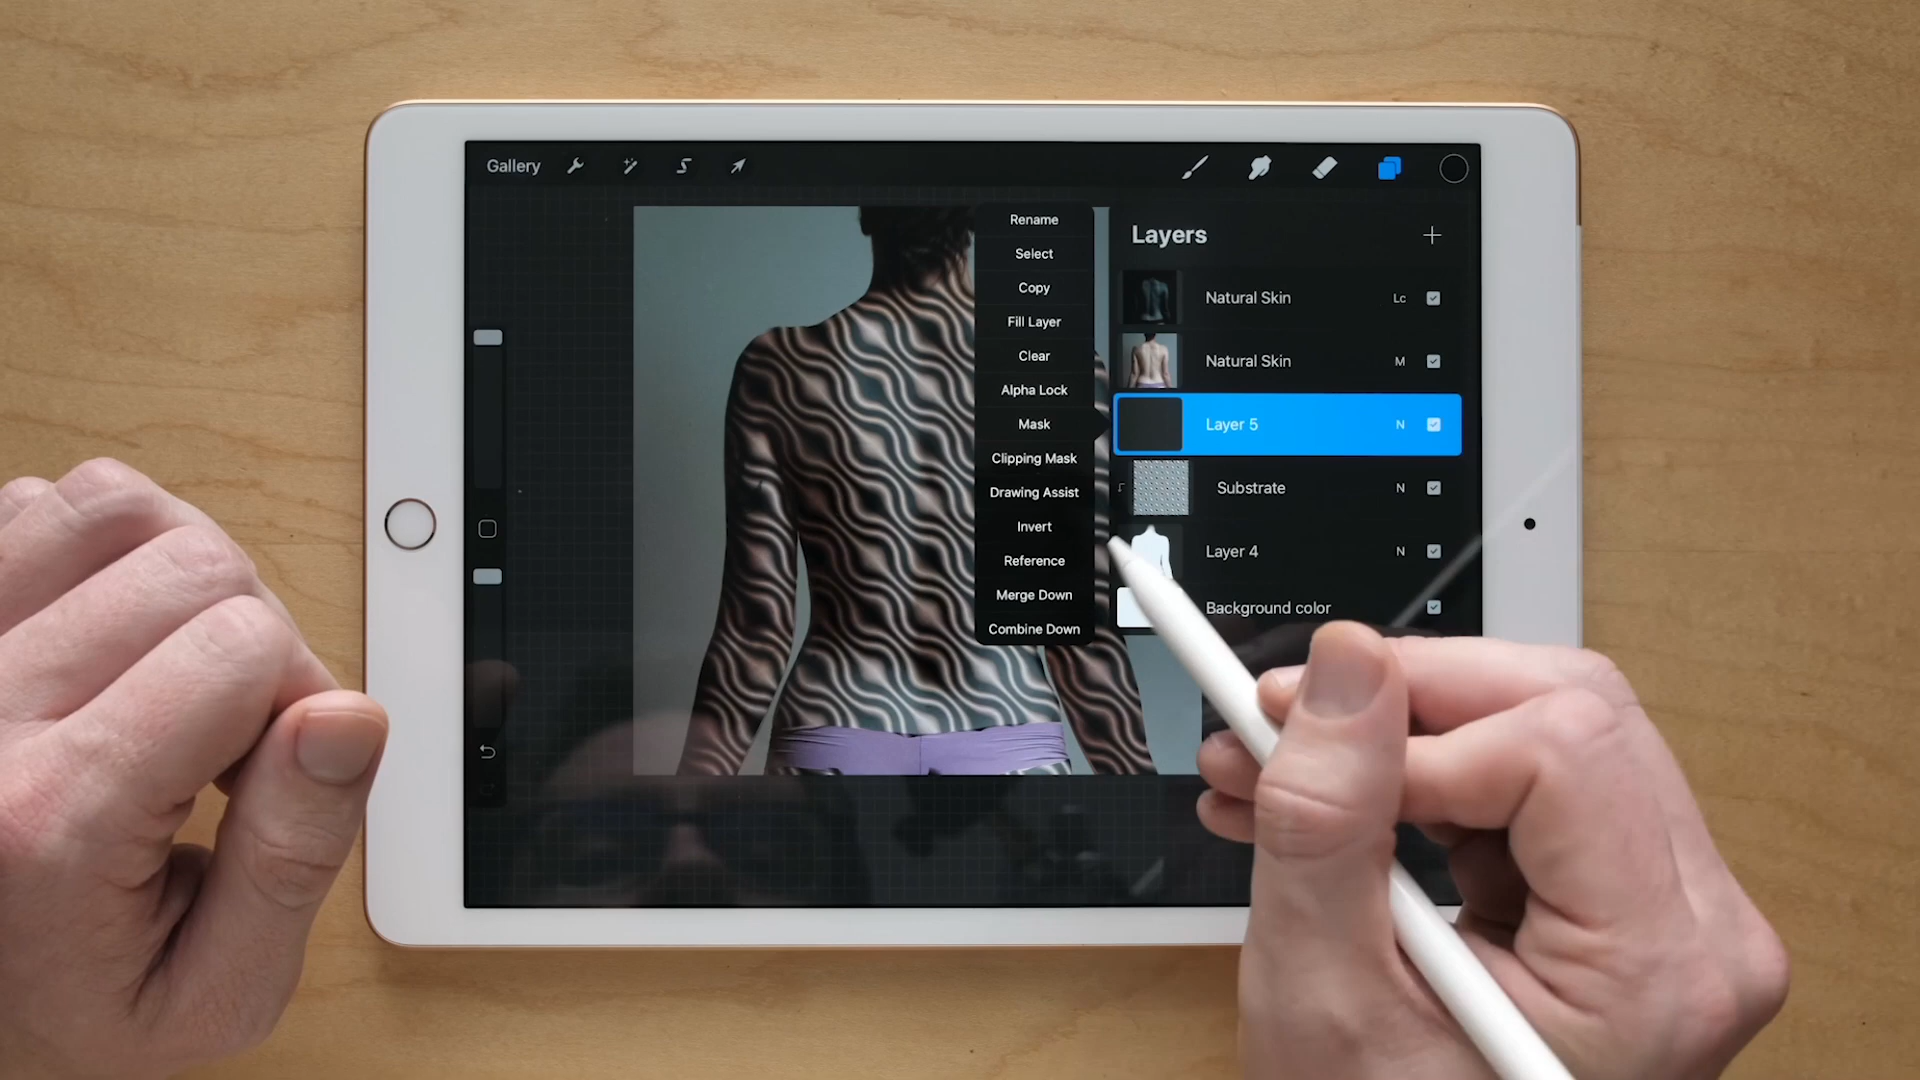 Gallery
Rename
Select
Copy
Fill Layer
Clear
Alpha Lock
Mask
Clipping Mask
Drawing Assist
Invert
Reference
Merge Down
Combine Down
Layers
Natural Skin Lc
Natural Skin M
Layer 5 N
Substrate N
Layer 4 N
Background color